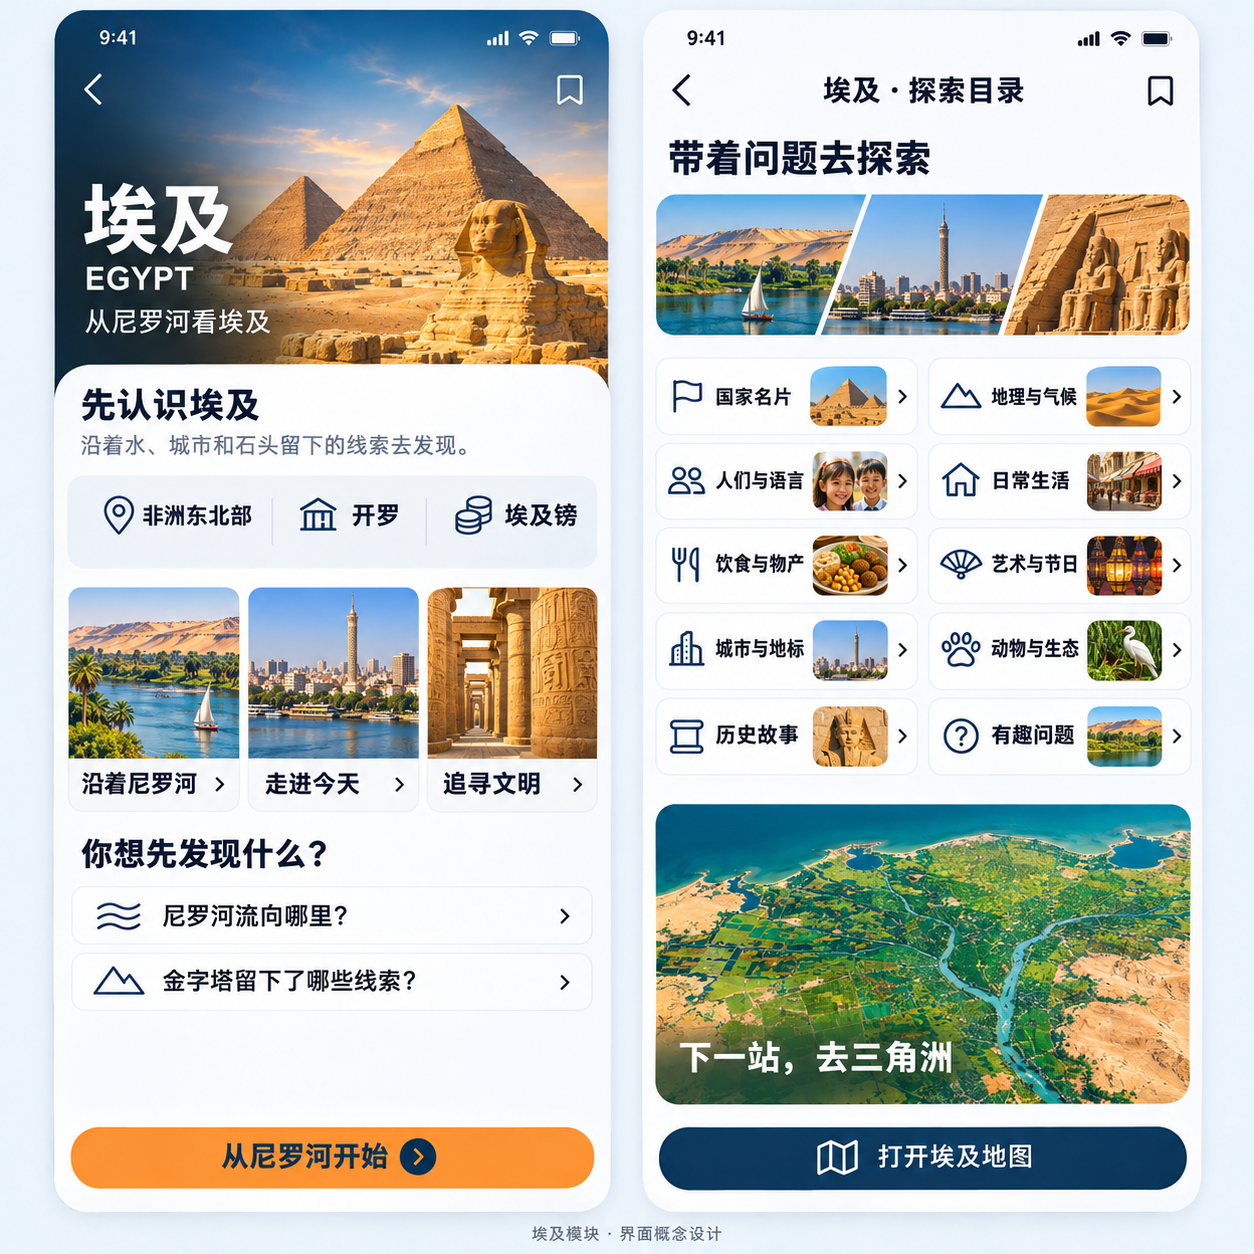 9:41
埃及
EGYPT
从尼罗河看埃及
先认识埃及
沿着水、城市和石头留下的线索去发现。
非洲东北部
开罗
埃及镑
沿着尼罗河
走进今天
追寻文明
你想先发现什么？
尼罗河流向哪里？
金字塔留下了哪些线索？
从尼罗河开始
9:41
埃及·探索目录
带着问题去探索
国家名片
地理与气候
人们与语言
日常生活
饮食与物产
艺术与节日
城市与地标
动物与生态
历史故事
有趣问题
下一站，去三角洲
打开埃及地图
埃及模块·界面概念设计